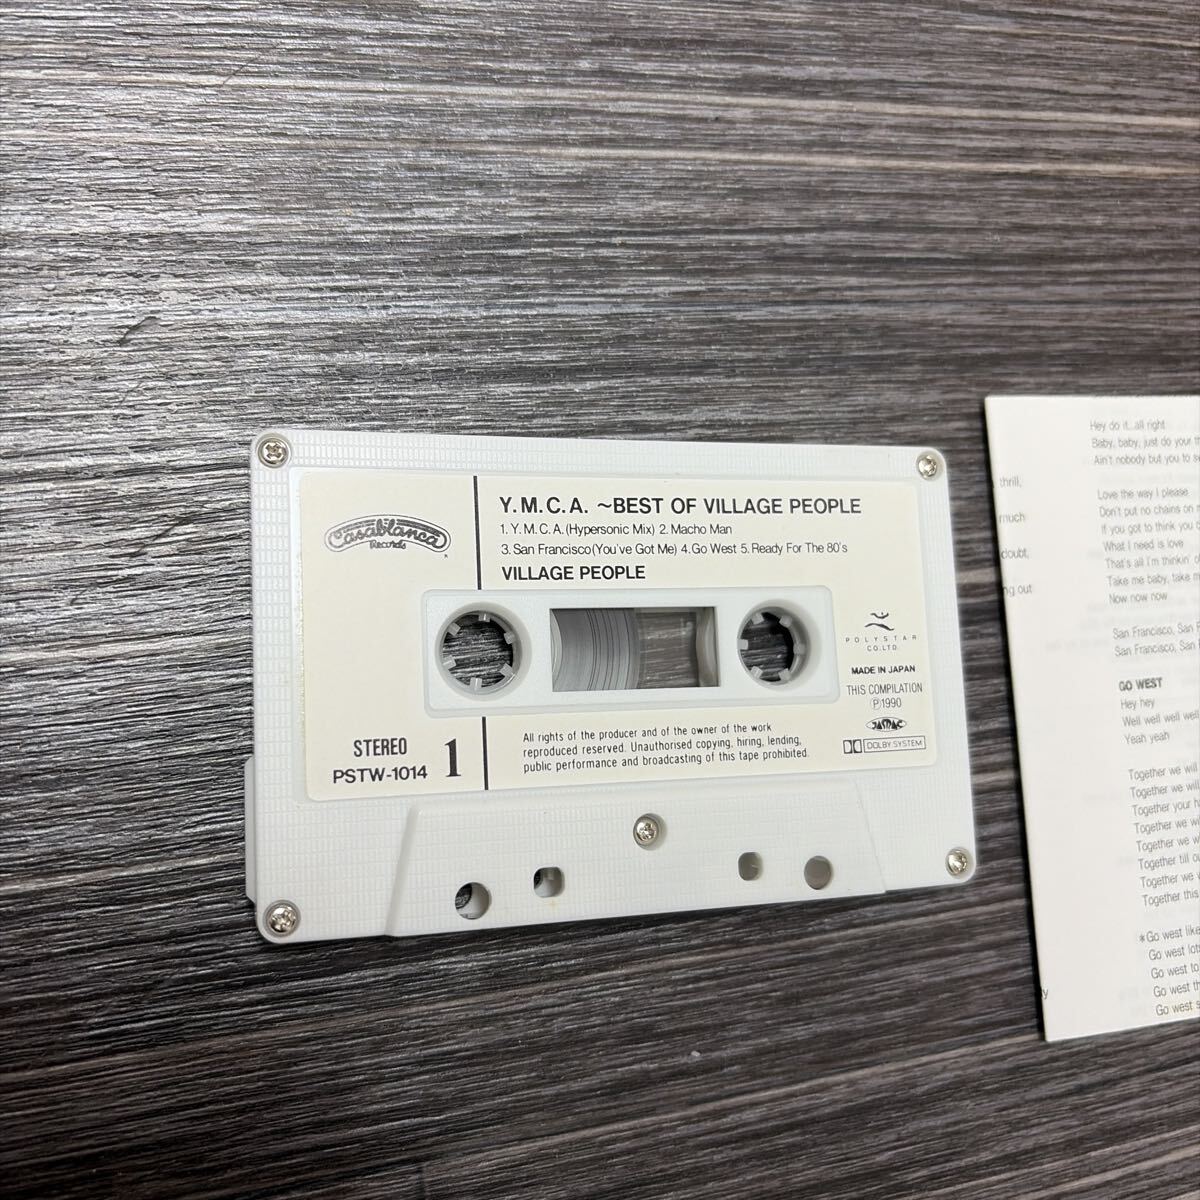 Casablanca
Records
Y.M.C.A. ~BEST OF VILLAGE PEOPLE
1. Y.M.C.A.(Hypersonic Mix) 2. Macho Man
3. San Francisco(You've Got Me) 4. Go West 5. Ready For The 80's
VILLAGE PEOPLE
POLYSTAR
CO.,LTD.
MADE IN JAPAN
THIS COMPILATION
Ⓟ1990
JASRAC
DOLBY SYSTEM
STEREO
PSTW-1014
1
All rights of the producer and of the owner of the work
reproduced reserved. Unauthorised copying, hiring, lending,
public performance and broadcasting of this tape prohibited.
thrill,
much
doubt,
out
Hey do it...all right
Baby, baby, just do your
Ain't nobody but you to
Love the way I please
Don't put no chains on
If you got to think you
What I need is love
That's all I'm thinkin'
Take me baby, take
Now now now
San Francisco, San
San Francisco, San
GO WEST
Hey hey
Well well well
Yeah yeah
Together we will
Together we will
Together your
Together we
Together we
Together till
Together we
Together this
*Go west like
Go west
Go west to
Go west
Go west